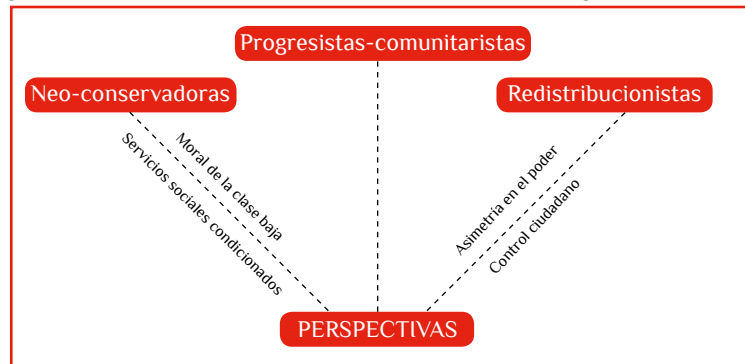 Progresistas-comunitaristas
Neo-conservadoras
Redistribucionistas
Moral de la clase baja
Servicios sociales condicionados
Asimetría en el poder
Control ciudadano
PERSPECTIVAS